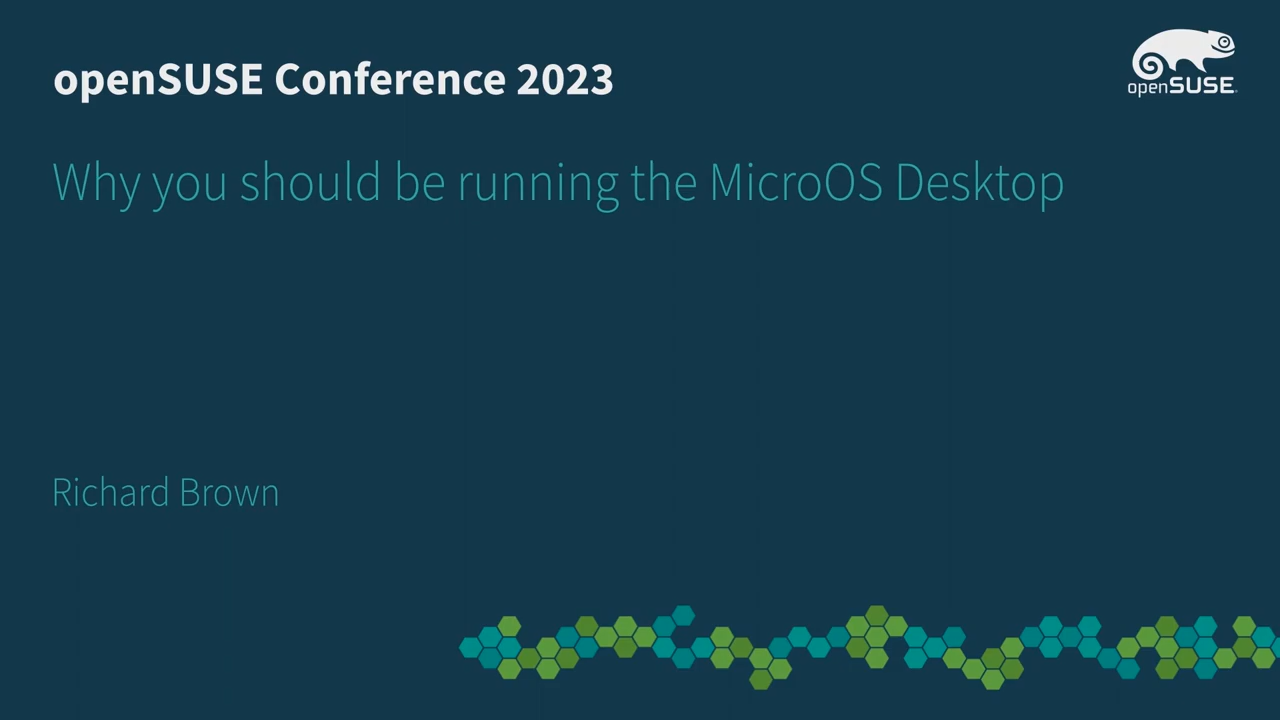 openSUSE Conference 2023
openSUSE
Why you should be running the MicroOS Desktop
Richard Brown